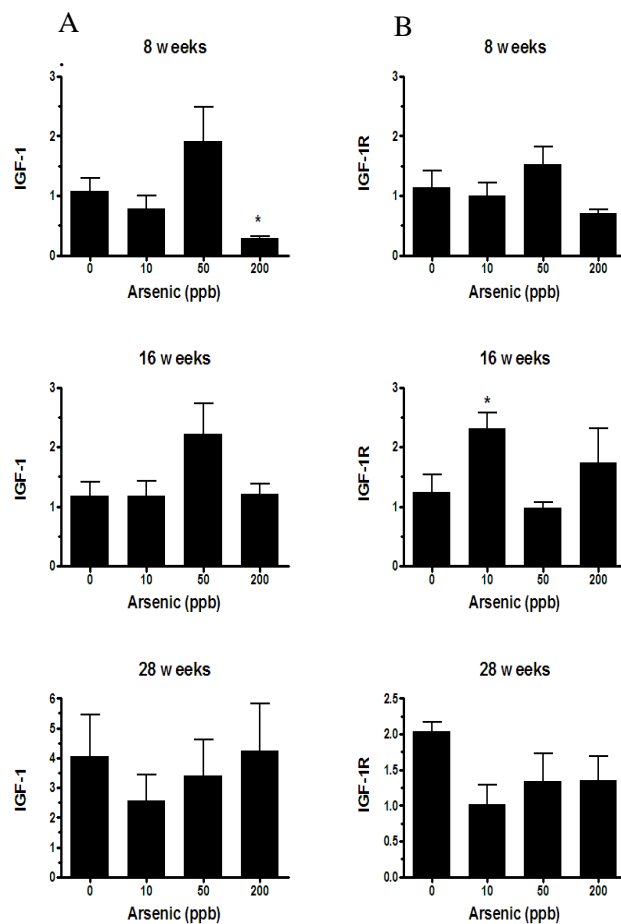 A
8 weeks
IGF-1
3
2
1
0
*
0 10 50 200
Arsenic (ppb)
B
8 weeks
IGF-1R
3
2
1
0
0 10 50 200
Arsenic (ppb)
16 weeks
IGF-1
3
2
1
0
0 10 50 200
Arsenic (ppb)
16 weeks
IGF-1R
3
2
1
0
*
0 10 50 200
Arsenic (ppb)
28 weeks
IGF-1
6
5
4
3
2
1
0
0 10 50 200
Arsenic (ppb)
28 weeks
IGF-1R
2.5
2.0
1.5
1.0
0.5
0.0
0 10 50 200
Arsenic (ppb)